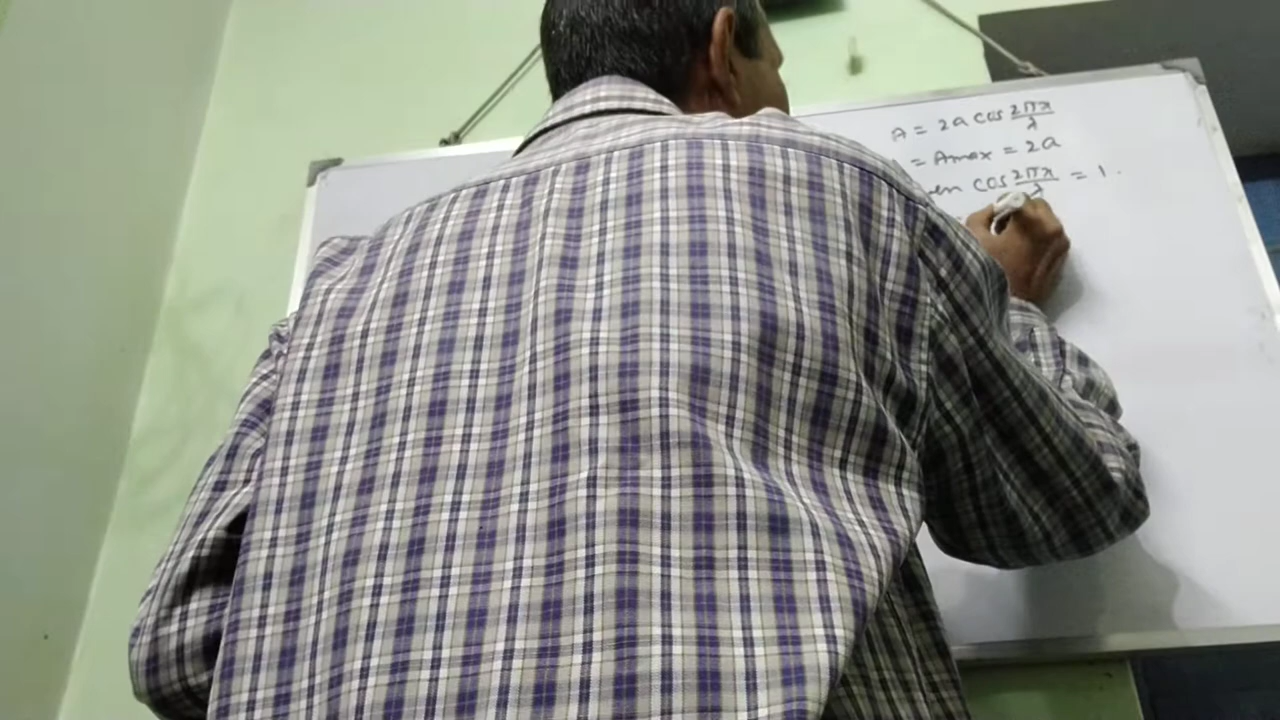 A = 2a cos 2πx/λ
= Amax = 2a
cos 2πx/λ = 1.